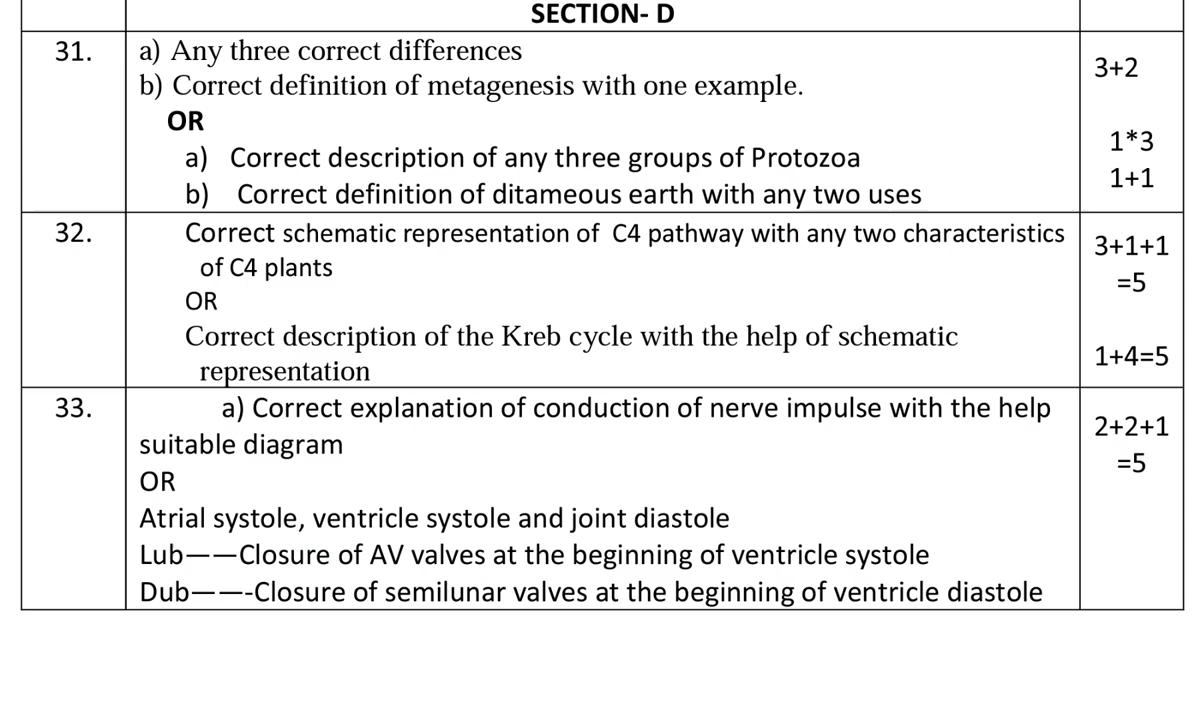 SECTION- D
31.
a) Any three correct differences
b) Correct definition of metagenesis with one example.
OR
a) Correct description of any three groups of Protozoa
b) Correct definition of ditameous earth with any two uses
3+2
1*3
1+1
32.
Correct schematic representation of C4 pathway with any two characteristics
of C4 plants
OR
Correct description of the Kreb cycle with the help of schematic
representation
3+1+1
=5
1+4=5
33.
a) Correct explanation of conduction of nerve impulse with the help
suitable diagram
OR
Atrial systole, ventricle systole and joint diastole
Lub——Closure of AV valves at the beginning of ventricle systole
Dub——-Closure of semilunar valves at the beginning of ventricle diastole
2+2+1
=5